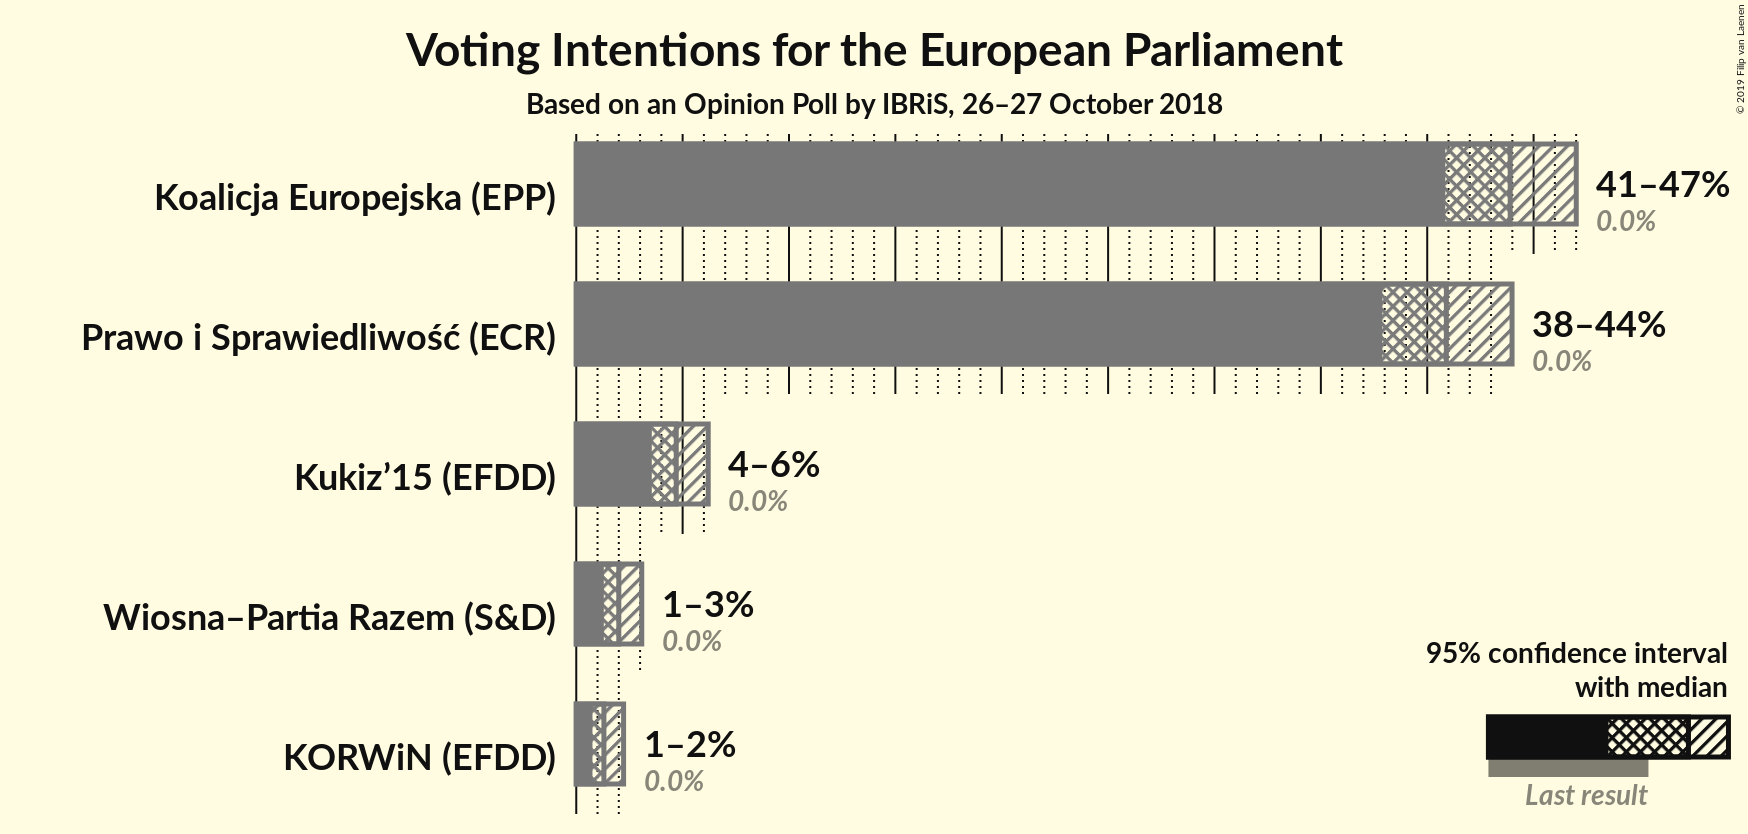 Voting Intentions for the European Parliament
Based on an Opinion Poll by IBRiS, 26–27 October 2018
© 2019 Filip van Laenen
Koalicja Europejska (EPP)
41–47%
0.0%
Prawo i Sprawiedliwość (ECR)
38–44%
0.0%
Kukiz’15 (EFDD)
4–6%
0.0%
Wiosna–Partia Razem (S&D)
1–3%
0.0%
KORWiN (EFDD)
1–2%
0.0%
95% confidence interval
with median
Last result